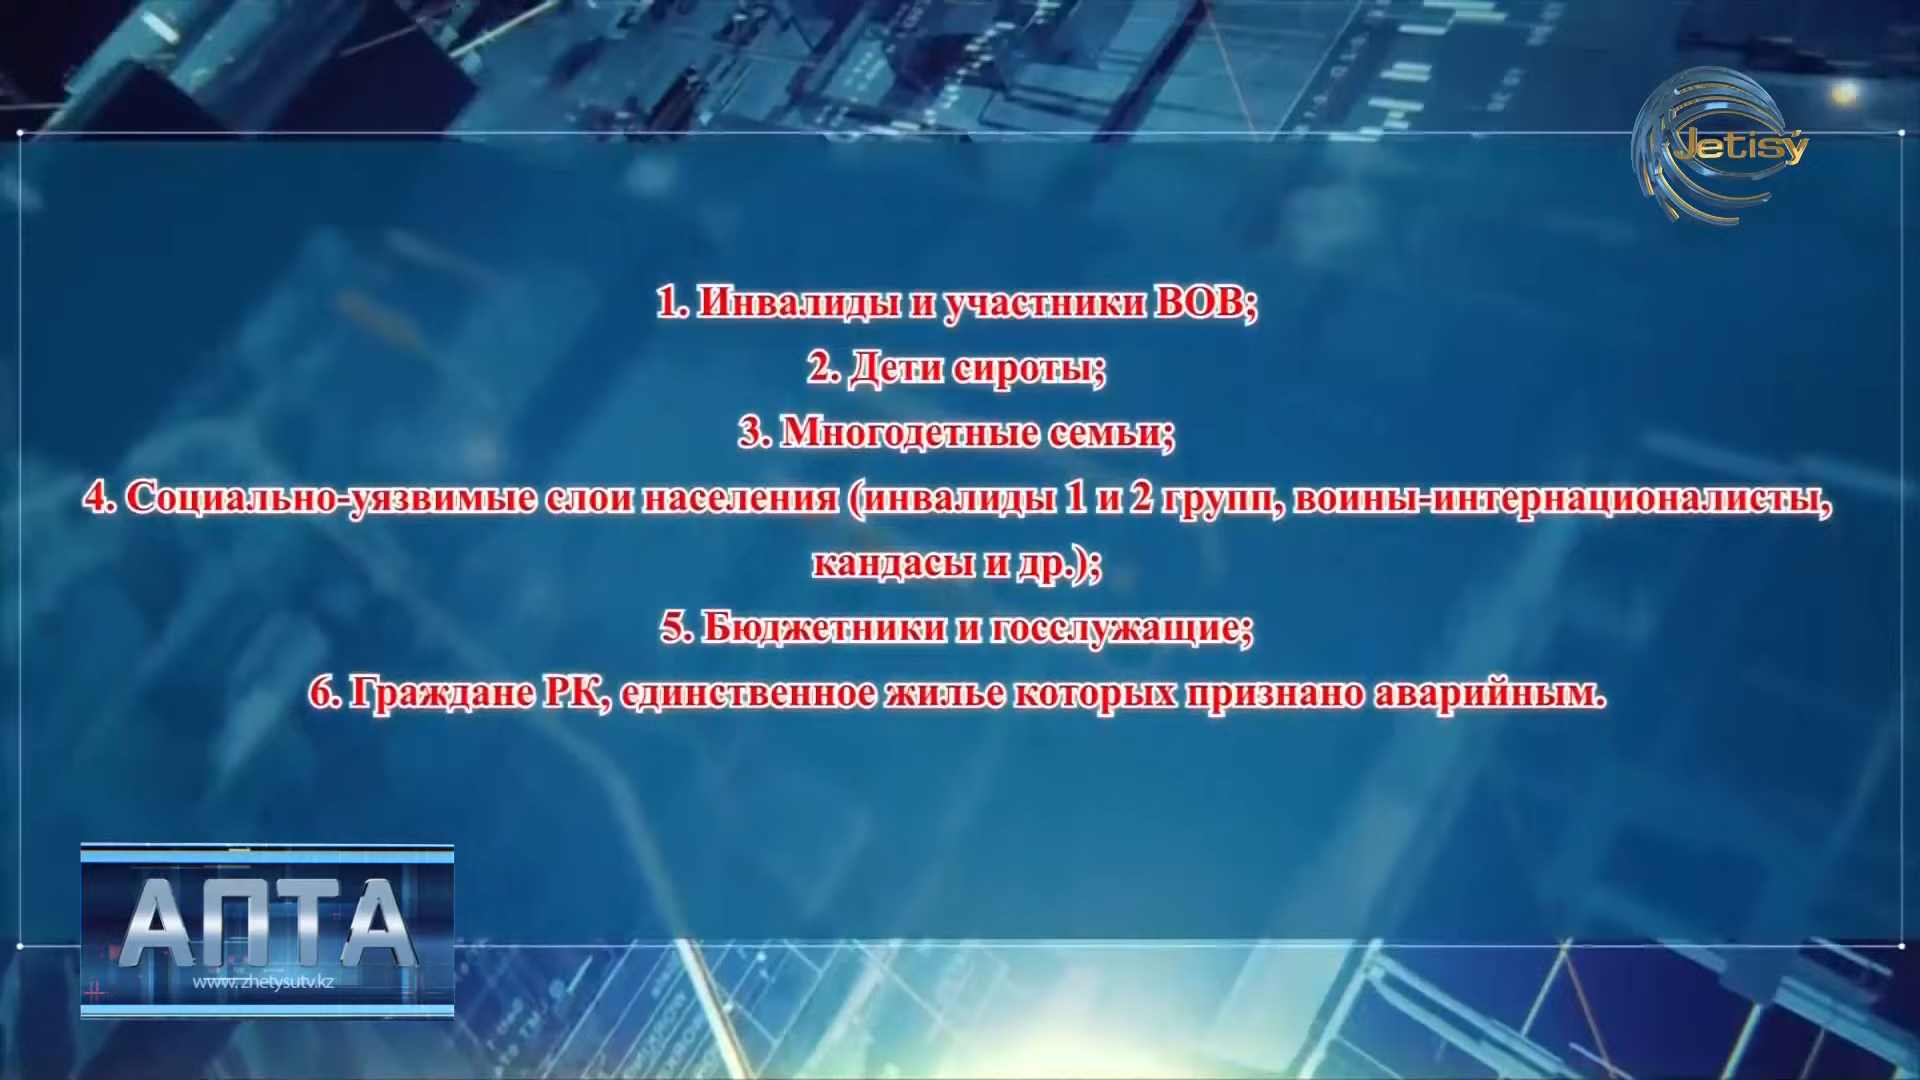 Jetisý
1. Инвалиды и участники ВОВ;
2. Дети сироты;
3. Многодетные семьи;
4. Социально-уязвимые слои населения (инвалиды 1 и 2 групп, воины-интернационалисты,
кандасы и др.);
5. Бюджетники и госслужащие;
6. Граждане РК, единственное жилье которых признано аварийным.
АПТА
www.zhetysutv.kz